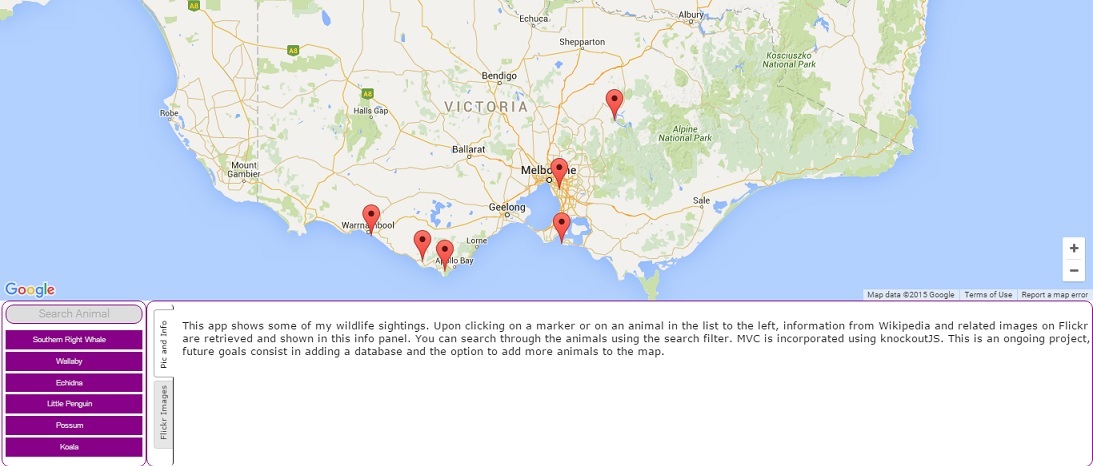 A8
Echuca
Albury
Shepparton
A8
Kosciuszko
National Park
Bendigo
A8
VICTORIA
Halls Gap
Robe
Alpine
National Park
Ballarat
Mount
Gambier
Melbourne
Geelong
Sale
Warrnambool
Lorne
Apollo Bay
+
−
Google
Map data ©2015 Google
Terms of Use
Report a map error
Search Animal
Southern Right Whale
Wallaby
Echidna
Little Penguin
Possum
Koala
Pic and Info
Flickr Images
This app shows some of my wildlife sightings. Upon clicking on a marker or on an animal in the list to the left, information from Wikipedia and related images on Flickr
are retrieved and shown in this info panel. You can search through the animals using the search filter. MVC is incorporated using knockoutJS. This is an ongoing project,
future goals consist in adding a database and the option to add more animals to the map.